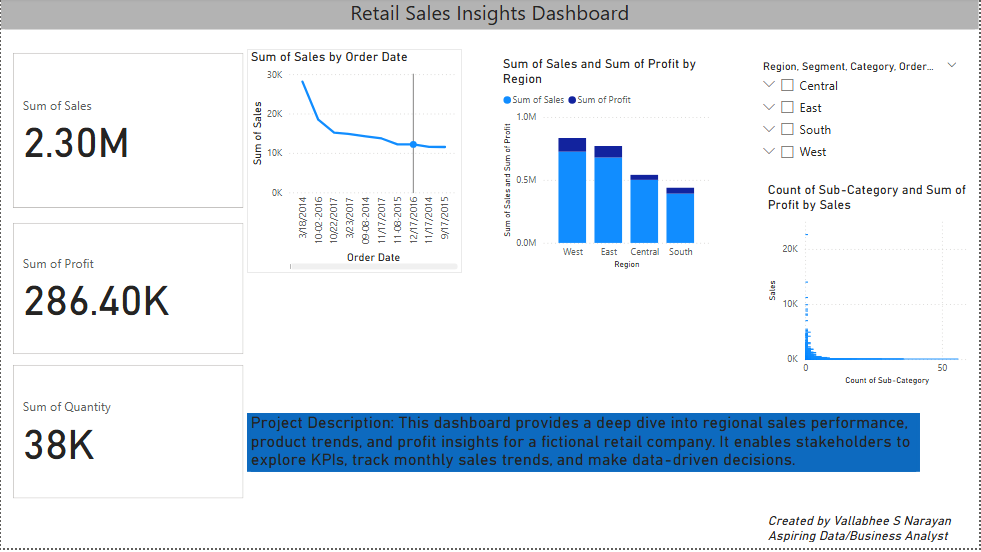 Retail Sales Insights Dashboard
Sum of Sales
2.30M
Sum of Profit
286.40K
Sum of Quantity
38K
Sum of Sales by Order Date
Sum of Sales
30K
20K
10K
0K
3/18/2014
10-02-2016
10/22/2017
3/23/2017
09-08-2014
11/17/2017
11-08-2015
12/17/2016
11/17/2014
9/17/2015
Order Date
Sum of Sales and Sum of Profit by
Region
Sum of Sales Sum of Profit
Sum of Sales and Sum of Profit
1.0M
0.5M
0.0M
West East Central South
Region
Region, Segment, Category, Order...
Central
East
South
West
Count of Sub-Category and Sum of
Profit by Sales
Sales
20K
10K
0K
0 50
Count of Sub-Category
Project Description: This dashboard provides a deep dive into regional sales performance,
product trends, and profit insights for a fictional retail company. It enables stakeholders to
explore KPIs, track monthly sales trends, and make data-driven decisions.
Created by Vallabhee S Narayan
Aspiring Data/Business Analyst